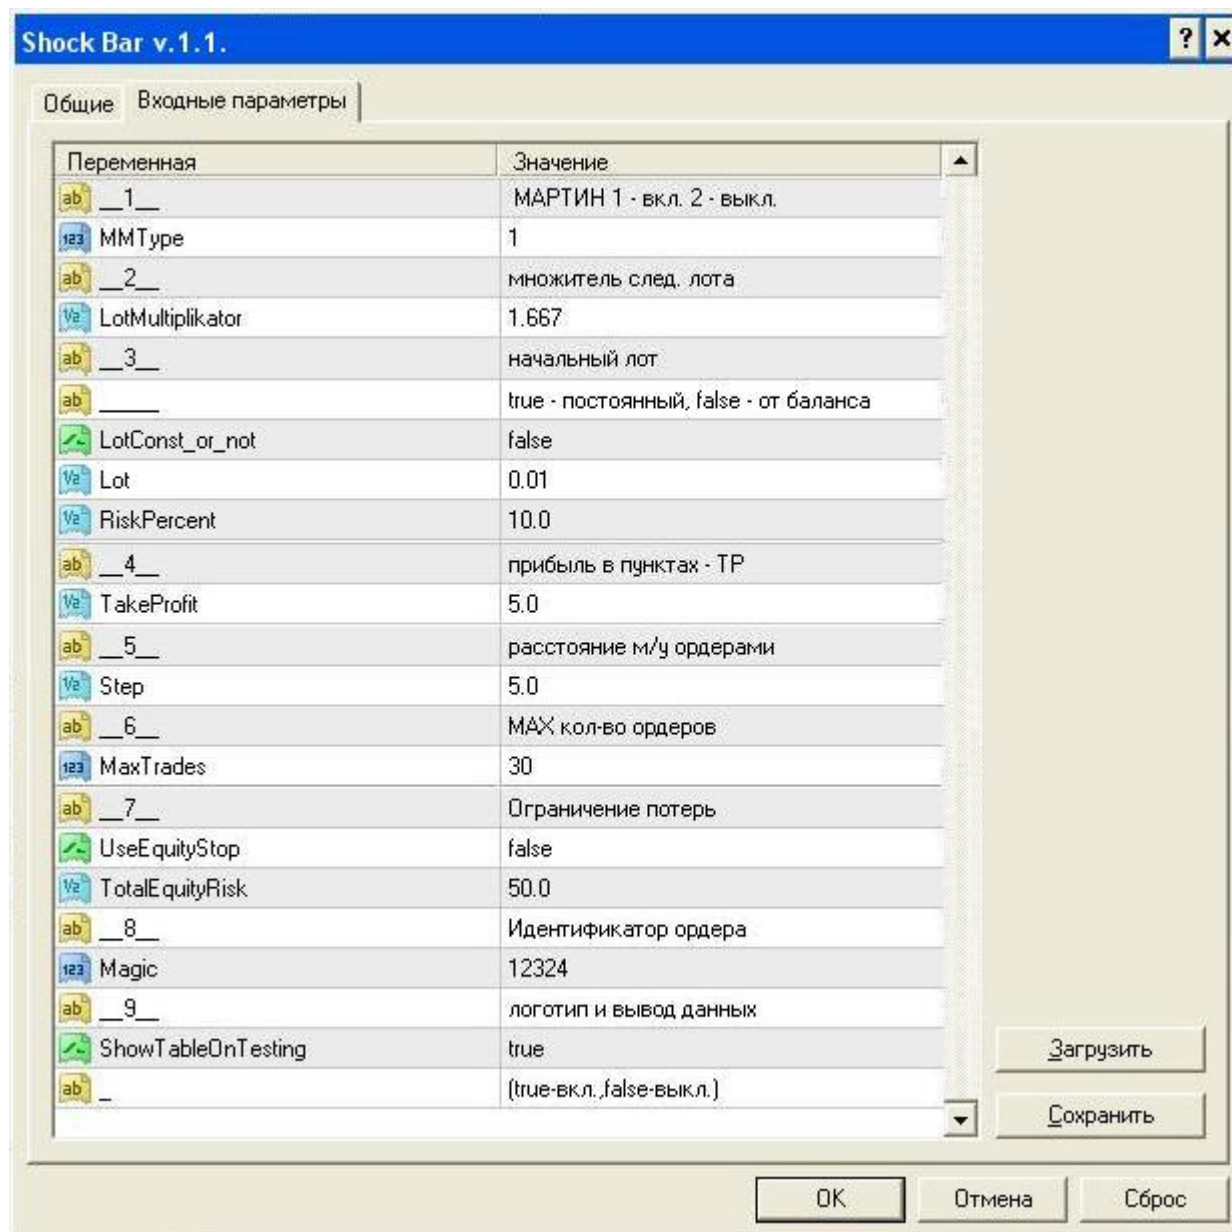 Shock Bar v.1.1.
Общие Входные параметры
Переменная Значение
__1__ МАРТИН 1 - вкл. 2 - выкл.
MMType 1
__2__ множитель след. лота
LotMultiplikator 1.667
__3__ начальный лот
_____ true - постоянный, false - от баланса
LotConst_or_not false
Lot 0.01
RiskPercent 10.0
__4__ прибыль в пунктах - TP
TakeProfit 5.0
__5__ расстояние м/у ордерами
Step 5.0
__6__ MAX кол-во ордеров
MaxTrades 30
__7__ Ограничение потерь
UseEquityStop false
TotalEquityRisk 50.0
__8__ Идентификатор ордера
Magic 12324
__9__ логотип и вывод данных
ShowTableOnTesting true
_ (true-вкл.,false-выкл.)
Загрузить
Сохранить
OK Отмена Сброс